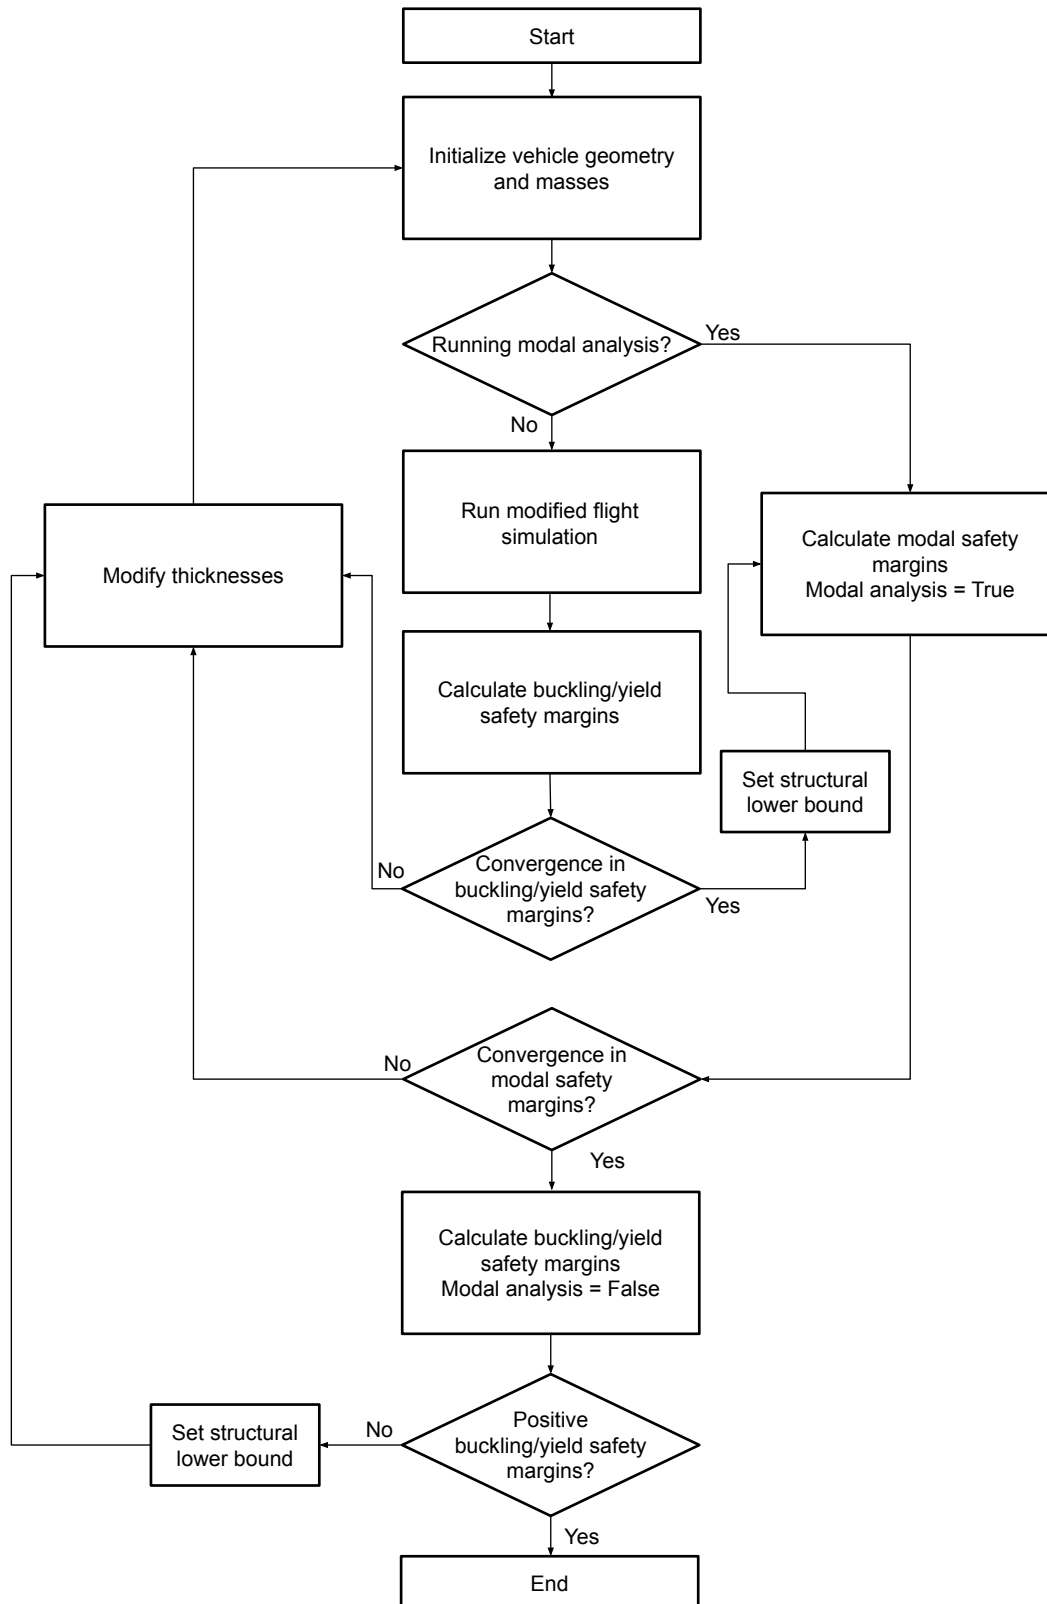 Start
Initialize vehicle geometry
and masses
Running modal analysis?
Yes
No
Run modified flight
simulation
Calculate modal safety
margins
Modal analysis = True
Modify thicknesses
Calculate buckling/yield
safety margins
Set structural
lower bound
Convergence in
buckling/yield safety
margins?
No
Yes
Convergence in
modal safety
margins?
No
Yes
Calculate buckling/yield
safety margins
Modal analysis = False
Positive
buckling/yield safety
margins?
No
Set structural
lower bound
Yes
End